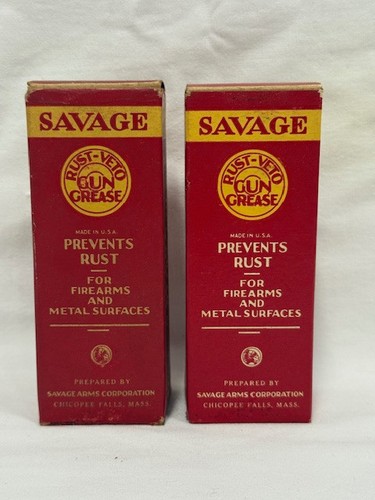 SAVAGE
RUST-VETO
GUN
GREASE
MADE IN U.S.A.
PREVENTS
RUST
FOR
FIREARMS
AND
METAL SURFACES
PREPARED BY
SAVAGE ARMS CORPORATION
CHICOPEE FALLS, MASS.
SAVAGE
RUST-VETO
GUN
GREASE
MADE IN U.S.A.
PREVENTS
RUST
FOR
FIREARMS
AND
METAL SURFACES
PREPARED BY
SAVAGE ARMS CORPORATION
CHICOPEE FALLS, MASS.